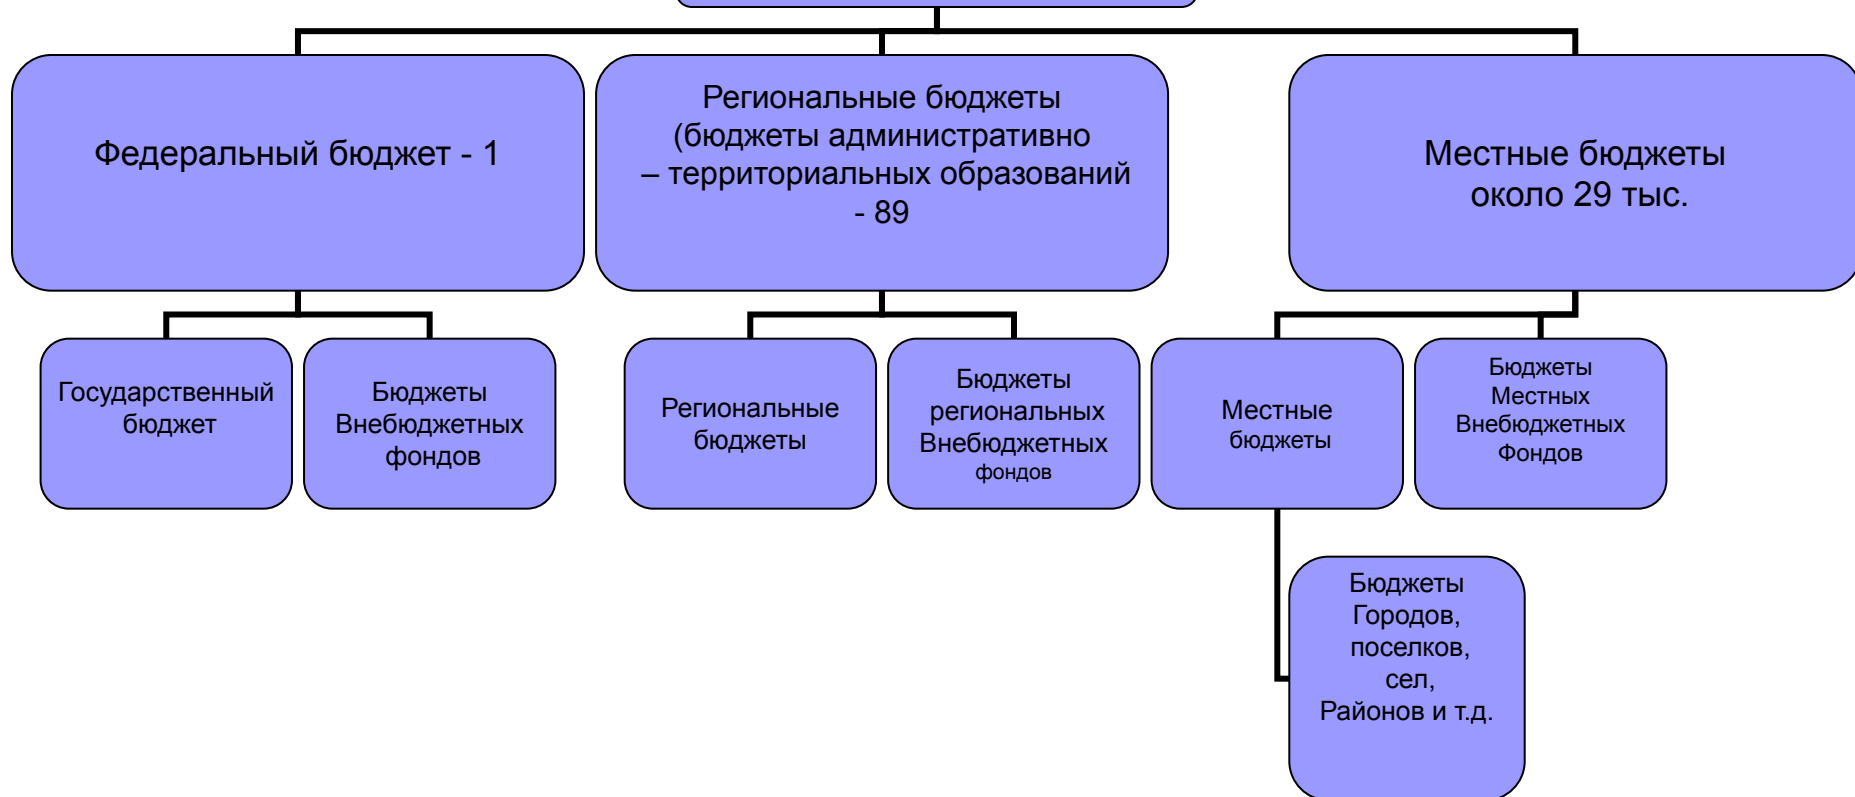 Федеральный бюджет - 1
Региональные бюджеты
(бюджеты административно
– территориальных образований
- 89
Местные бюджеты
около 29 тыс.
Государственный
бюджет
Бюджеты
Внебюджетных
фондов
Региональные
бюджеты
Бюджеты
региональных
Внебюджетных
фондов
Местные
бюджеты
Бюджеты
Местных
Внебюджетных
Фондов
Бюджеты
Городов,
поселков,
сел,
Районов и т.д.